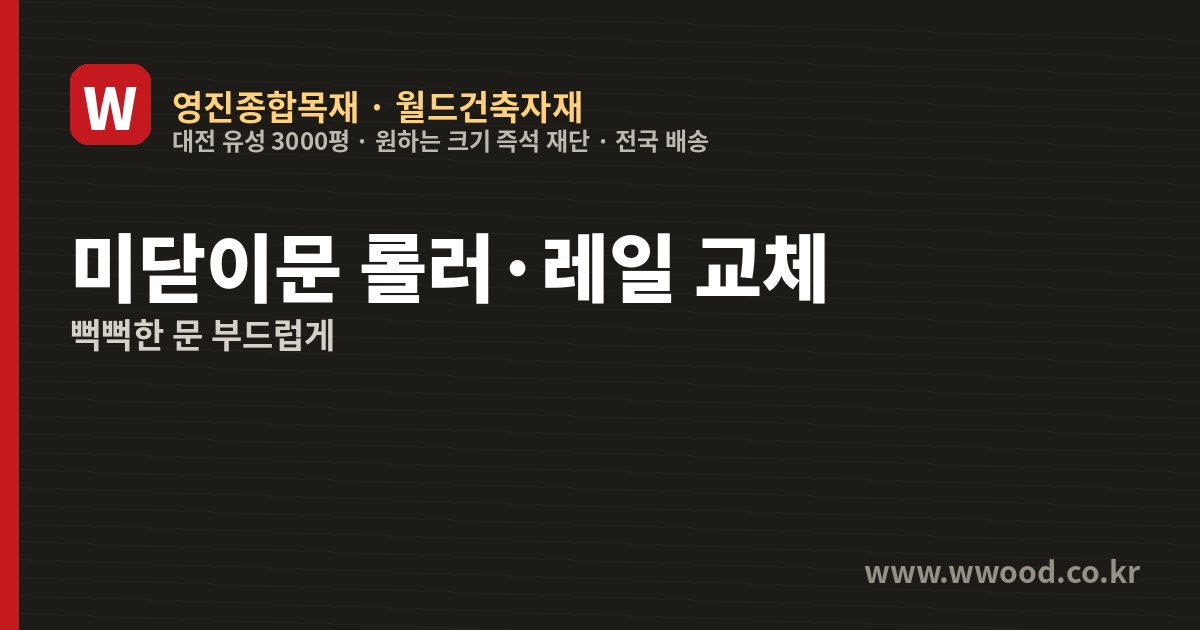 W
영진종합목재 · 월드건축자재
대전 유성 3000평 · 원하는 크기 즉석 재단 · 전국 배송
미닫이문 롤러·레일 교체
뻑뻑한 문 부드럽게
www.wwood.co.kr